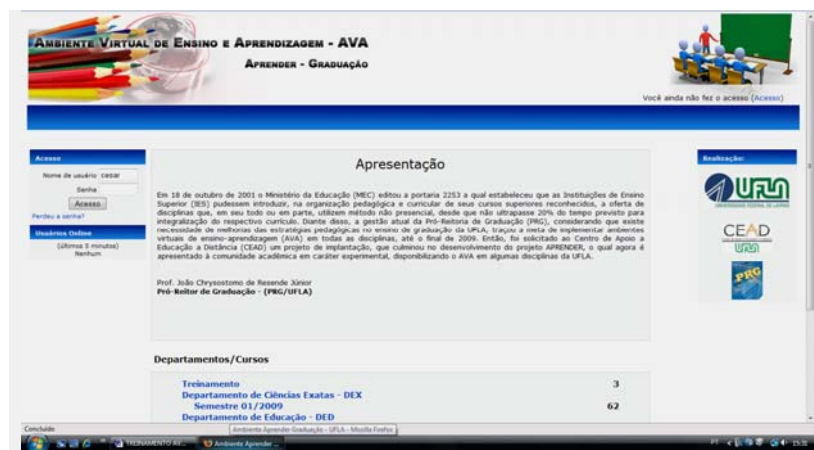 AMBIENTE VIRTUAL DE ENSINO E APRENDIZAGEM - AVA
APRENDER - GRADUAÇÃO
Você ainda não fez o acesso (Acesso)
Acesso
Nome de usuário cesar
Senha
Acesso
Perdeu a senha?
Usuários Online
(últimos 5 minutos)
Nenhum
Apresentação
Em 18 de outubro de 2001 o Ministério da Educação (MEC) editou a portaria 2253 a qual estabeleceu que as Instituições de Ensino
Superior (IES) pudessem introduzir, na organização pedagógica e curricular de seus cursos superiores reconhecidos, a oferta de
disciplinas que, em seu todo ou em parte, utilizem método não presencial, desde que não ultrapasse 20% do tempo previsto para
integralização do respectivo currículo. Diante disso, a gestão atual da Pró-Reitoria de Graduação (PRG), considerando que existe
necessidade de melhorias das estratégias pedagógicas no ensino de graduação da UFLA, traçou a meta de implementar ambientes
virtuais de ensino-aprendizagem (AVA) em todas as disciplinas, até o final de 2009. Então, foi solicitado ao Centro de Apoio a
Educação a Distância (CEAD) um projeto de implantação, que culminou no desenvolvimento do projeto APRENDER, o qual agora é
apresentado à comunidade acadêmica em caráter experimental, disponibilizando o AVA em algumas disciplinas da UFLA.
Prof. João Chrysostomo de Resende Júnior
Pró-Reitor de Graduação - (PRG/UFLA)
Departamentos/Cursos
Treinamento 3
Departamento de Ciências Exatas - DEX
Semestre 01/2009 62
Departamento de Educação - DED
Realização:
UFLA
UNIVERSIDADE FEDERAL DE LAVRAS
CEAD
UFLA
PRG
Concluído
Ambiente Aprender Graduação - UFLA - Mozilla Firefox
TREINAMENTO AV...
Ambiente Aprender ...
PT
15:31